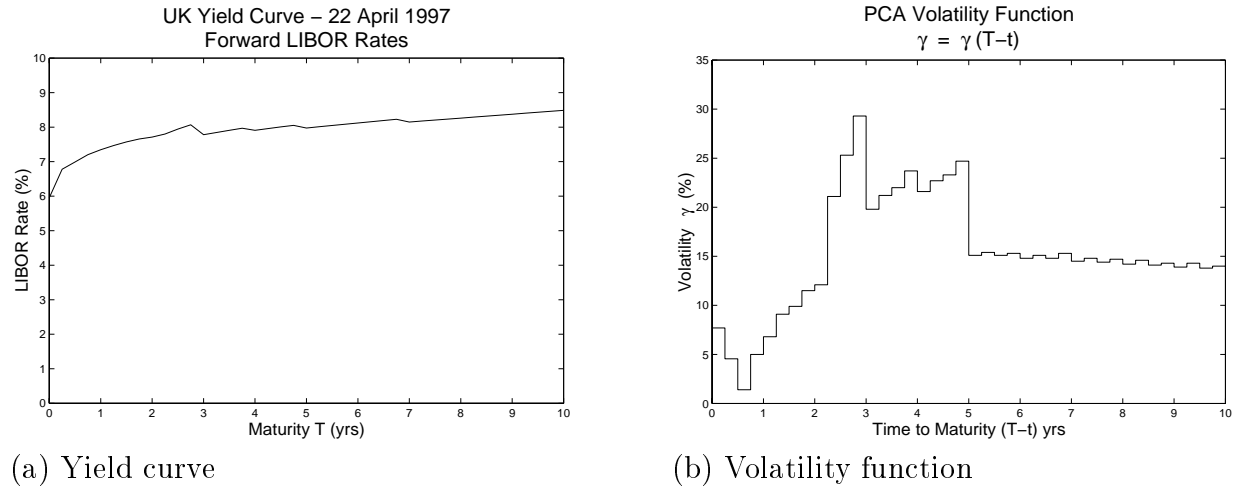 UK Yield Curve – 22 April 1997
Forward LIBOR Rates
10
9
8
7
6
5
4
3
2
1
0
LIBOR Rate (%)
0 1 2 3 4 5 6 7 8 9 10
Maturity T (yrs)
(a) Yield curve
PCA Volatility Function
γ = γ (T–t)
35
30
25
20
15
10
5
0
Volatility γ (%)
0 1 2 3 4 5 6 7 8 9 10
Time to Maturity (T–t) yrs
(b) Volatility function